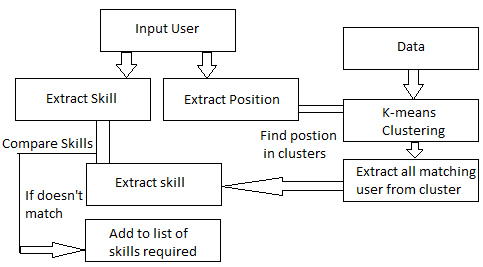 Input User
Data
Extract Skill
Extract Position
K-means
Clustering
Compare Skills
Find postion
in clusters
Extract skill
Extract all matching
user from cluster
If doesn't
match
Add to list of
skills required